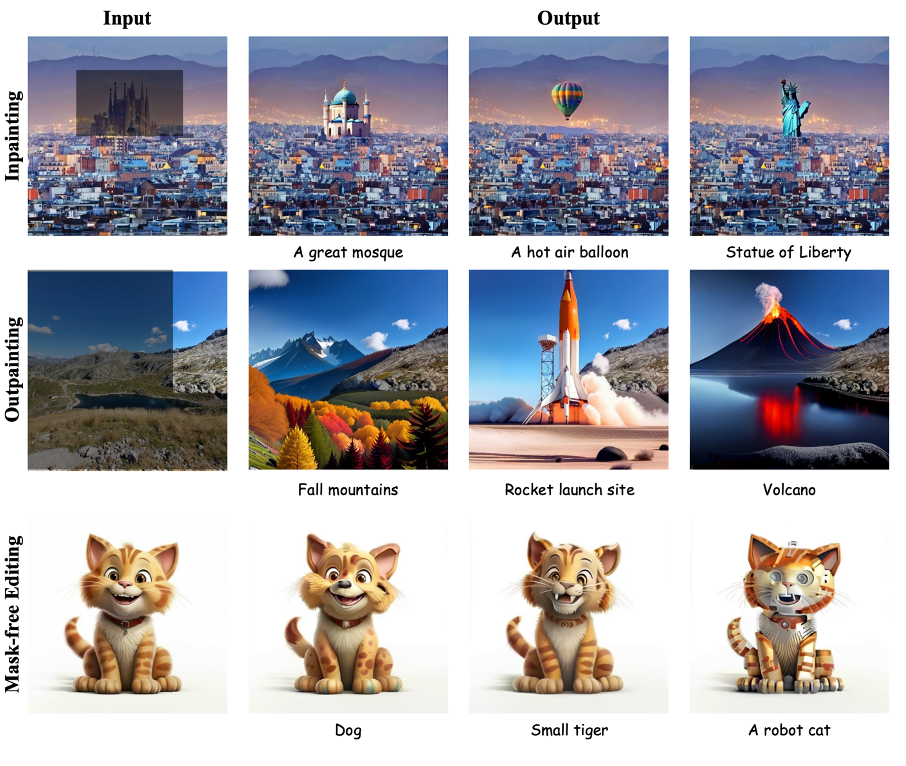 Input
Output
Inpainting
A great mosque
A hot air balloon
Statue of Liberty
Outpainting
Fall mountains
Rocket launch site
Volcano
Mask-free Editing
Dog
Small tiger
A robot cat